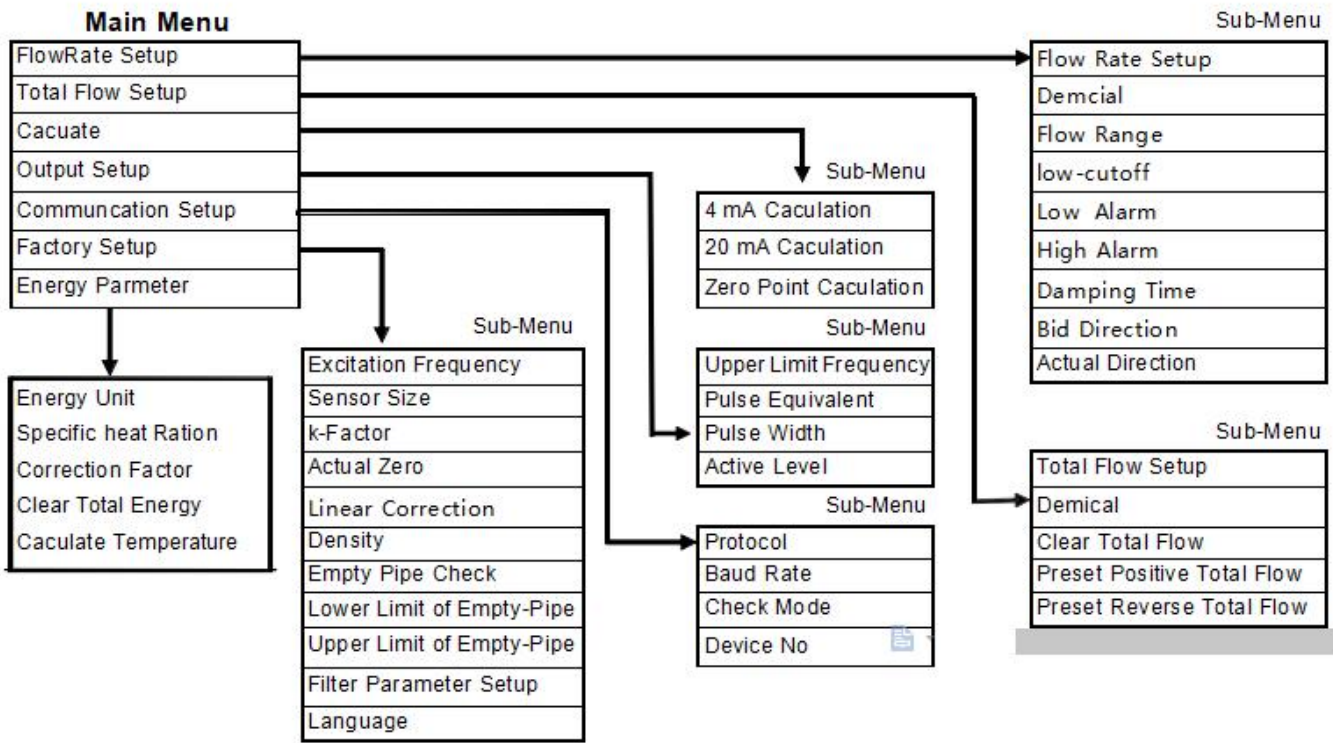 Main Menu
FlowRate Setup
Total Flow Setup
Cacuate
Output Setup
Communcation Setup
Factory Setup
Energy Parmeter
Energy Unit
Specific heat Ration
Correction Factor
Clear Total Energy
Caculate Temperature
Sub-Menu
Excitation Frequency
Sensor Size
k-Factor
Actual Zero
Linear Correction
Density
Empty Pipe Check
Lower Limit of Empty-Pipe
Upper Limit of Empty-Pipe
Filter Parameter Setup
Language
Sub-Menu
4 mA Caculation
20 mA Caculation
Zero Point Caculation
Sub-Menu
Upper Limit Frequency
Pulse Equivalent
Pulse Width
Active Level
Sub-Menu
Protocol
Baud Rate
Check Mode
Device No
Sub-Menu
Flow Rate Setup
Demcial
Flow Range
low-cutoff
Low Alarm
High Alarm
Damping Time
Bid Direction
Actual Direction
Sub-Menu
Total Flow Setup
Demical
Clear Total Flow
Preset Positive Total Flow
Preset Reverse Total Flow